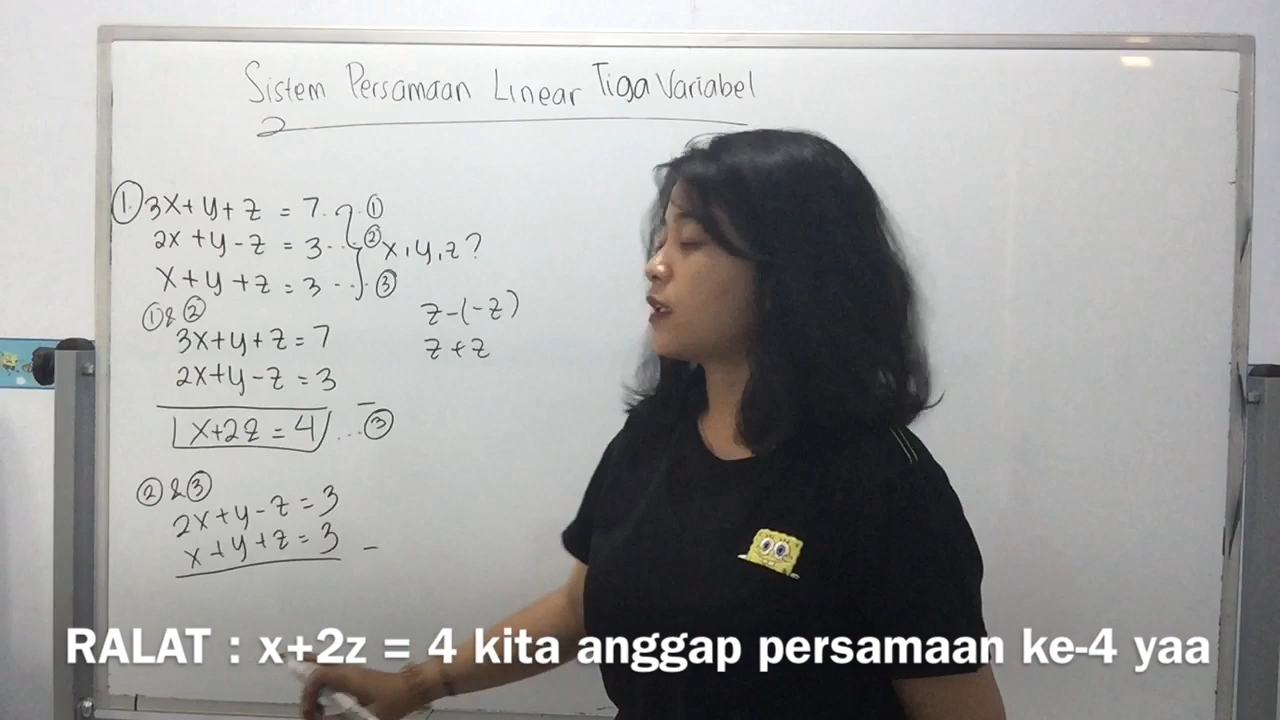 Sistem Persamaan Linear Tiga Variabel
① 3x+y+z = 7 .. ①
2x+y-z = 3 .. ② x,y,z?
x+y+z = 3 .. ③
①&②
z-(-z)
3x+y+z=7
z+z
2x+y-z=3
-
x+2z=4 ... ③
②&③
2x+y-z=3
x+y+z=3 -
RALAT : x+2z = 4 kita anggap persamaan ke-4 yaa